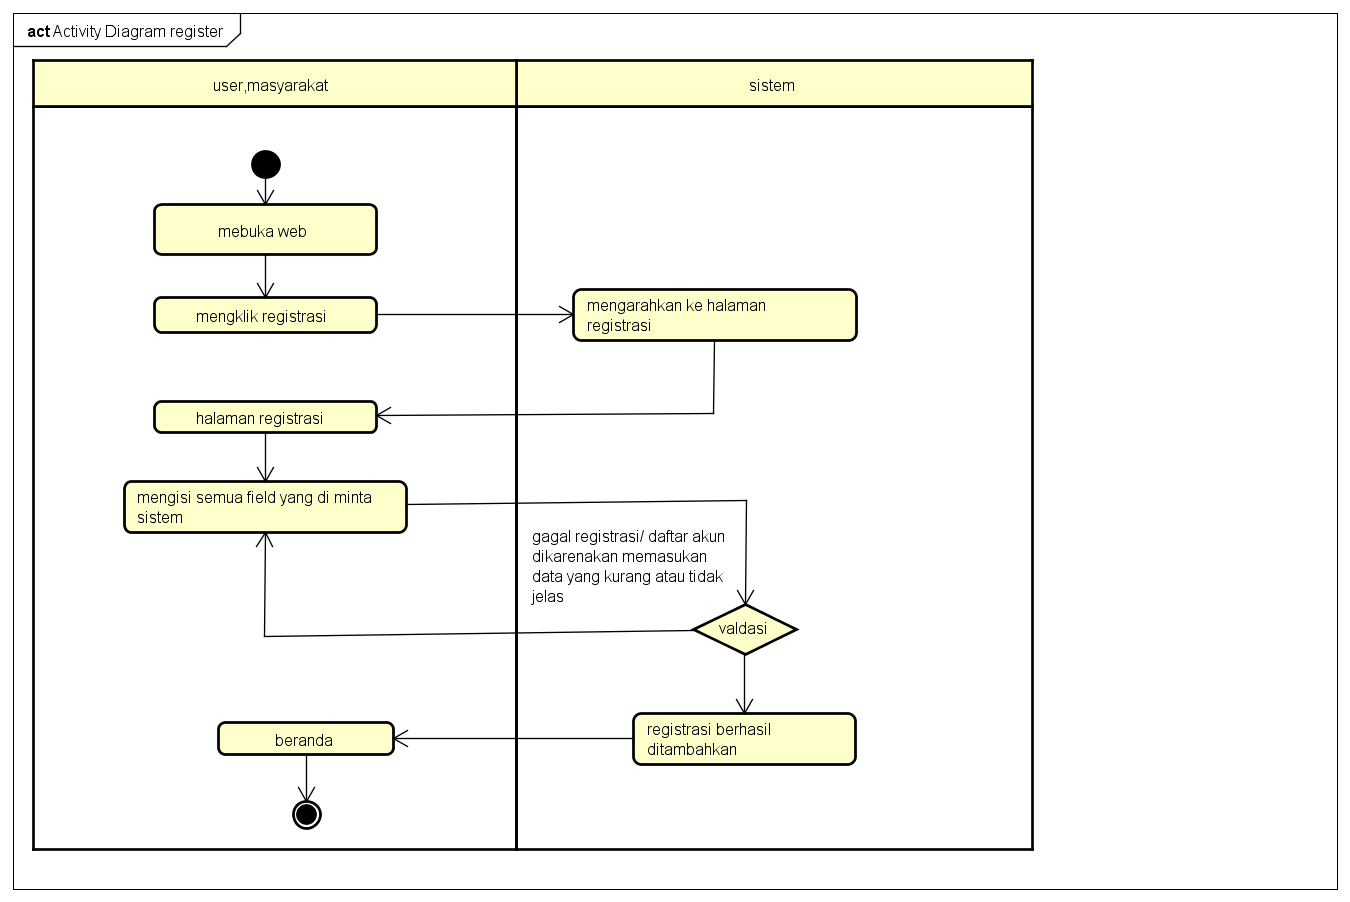 act Activity Diagram register
user,masyarakat
sistem
mebuka web
mengklik registrasi
mengarahkan ke halaman
registrasi
halaman registrasi
mengisi semua field yang di minta
sistem
gagal registrasi/ daftar akun
dikarenakan memasukan
data yang kurang atau tidak
jelas
valdasi
registrasi berhasil
ditambahkan
beranda